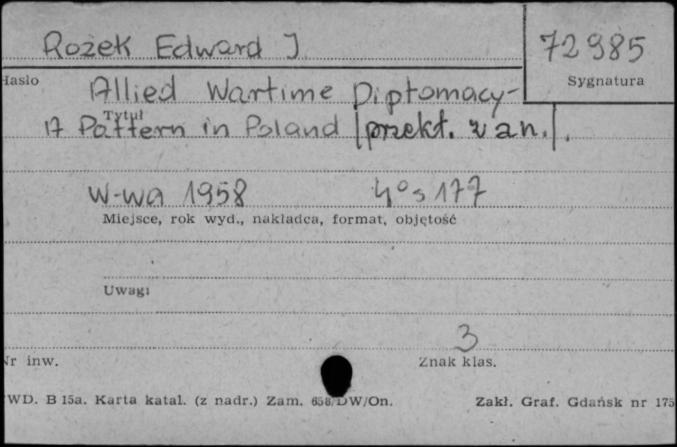 Rożek Edward J
72985
Hasło
Sygnatura
Allied Wartime Diplomacy-
Tytuł
A Pattern in Poland [przekł. z an.].
W-wa 1958 4° s 177
Miejsce, rok wyd., nakładca, format, objętość
Uwagi
3
Nr inw. Znak klas.
WD. B 15a. Karta katal. (z nadr.) Zam. 658/DW/On. Zakł. Graf. Gdańsk nr 175